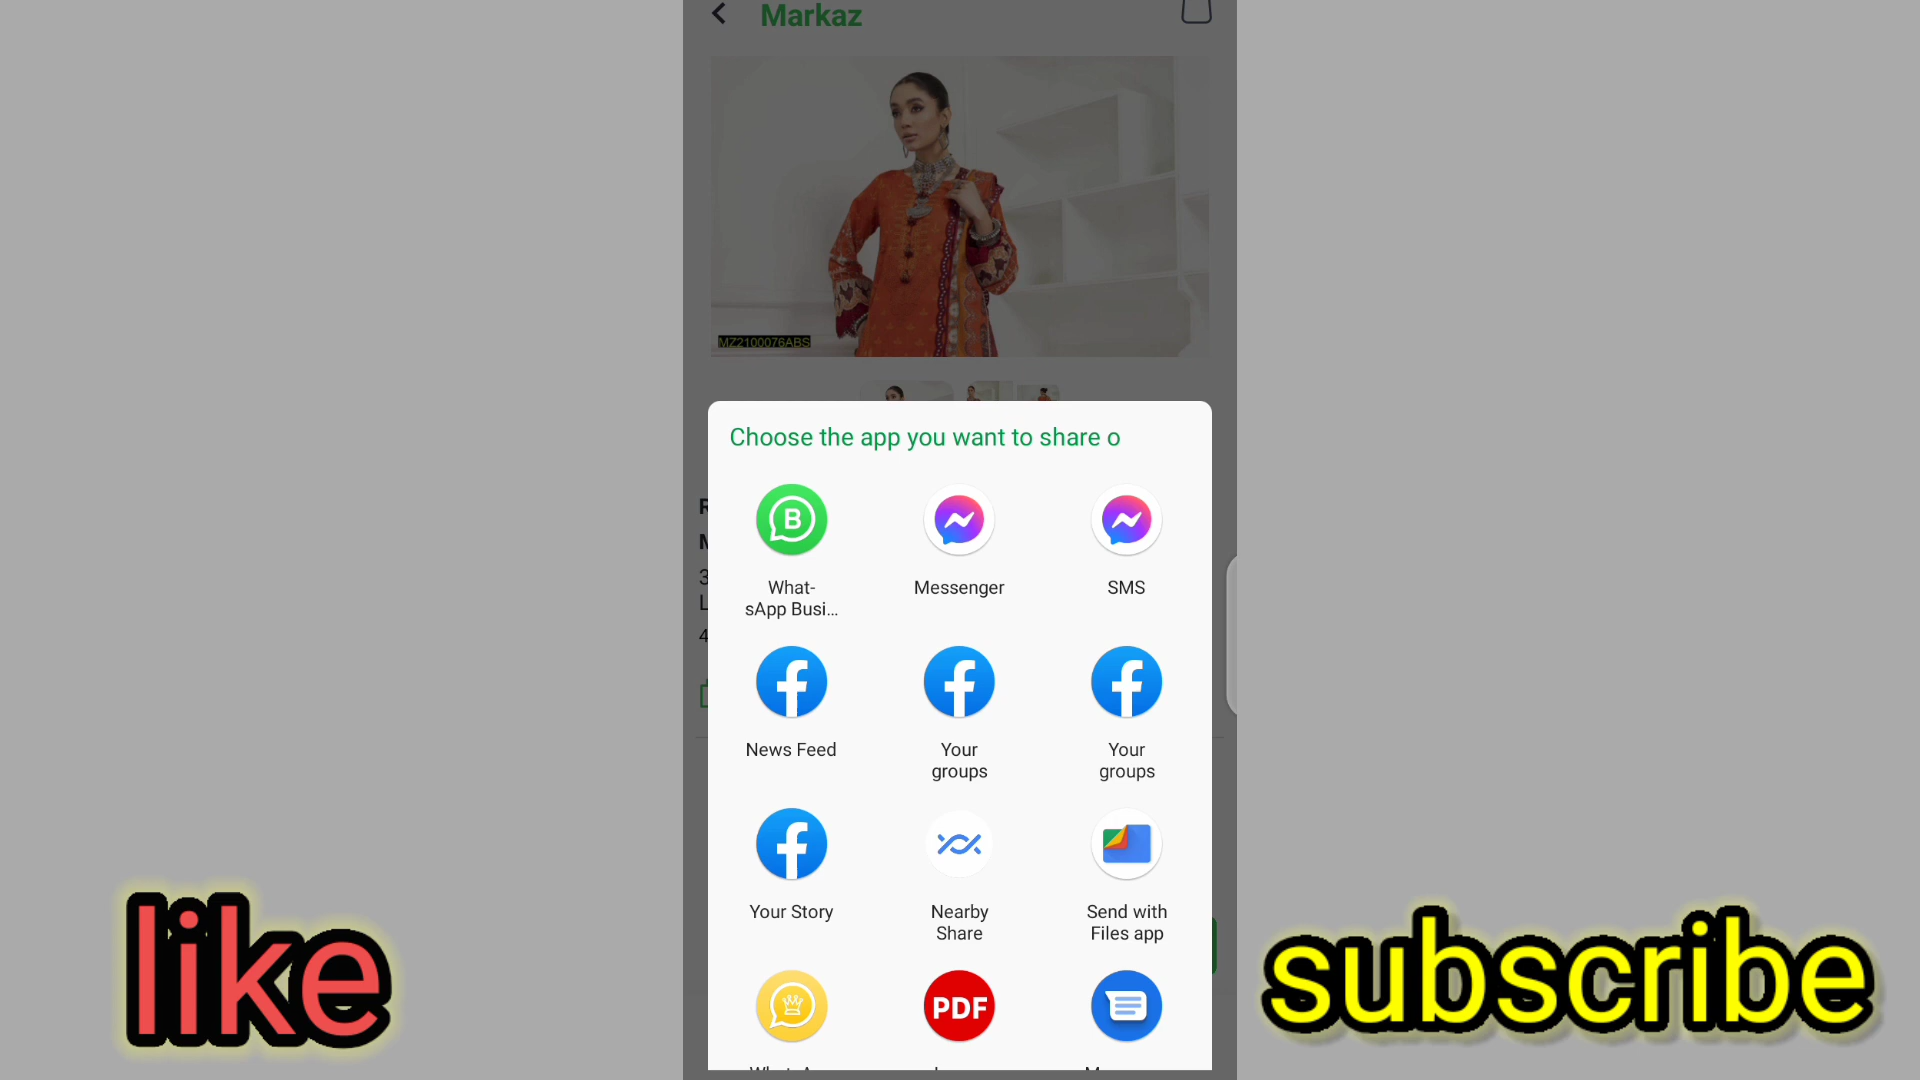 Markaz
MZ2100076ABS
Choose the app you want to share o
B
What-
sApp Busi...
Messenger
SMS
News Feed
Your
groups
Your
groups
Your Story
Nearby
Share
Send with
Files app
PDF
like
subscribe